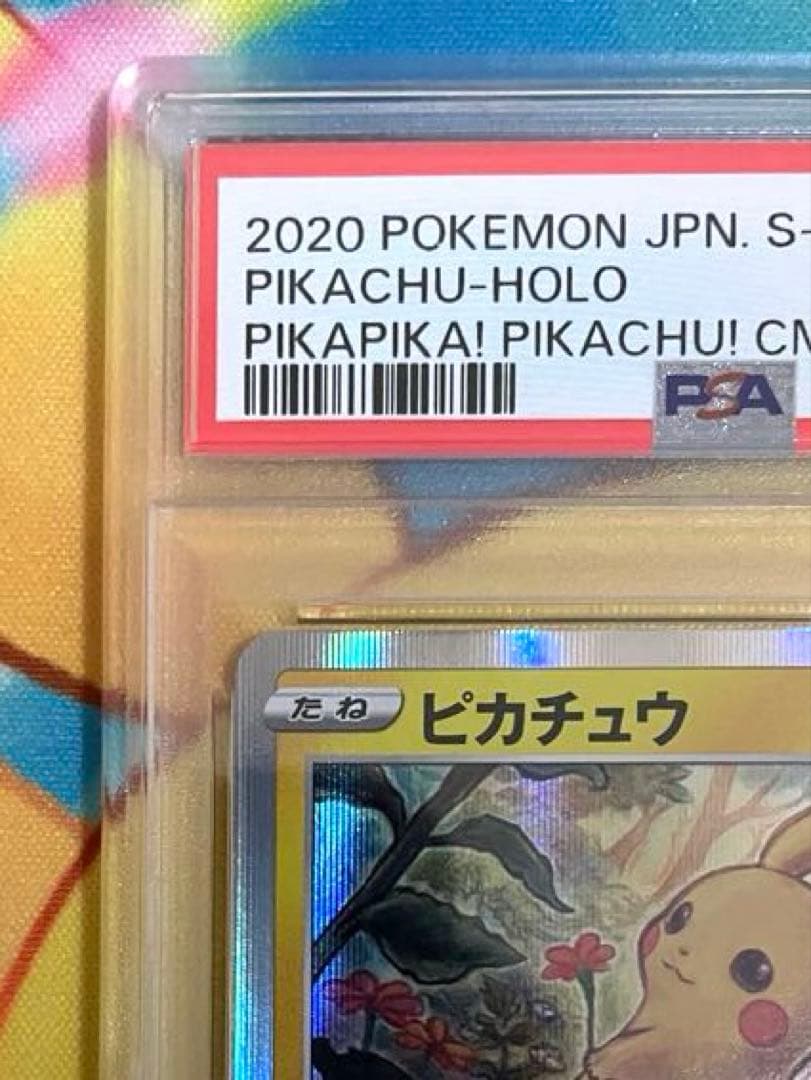 2020 POKEMON JPN. S-
PIKACHU-HOLO
PIKAPIKA! PIKACHU! CM
PSA
たね ピカチュウ